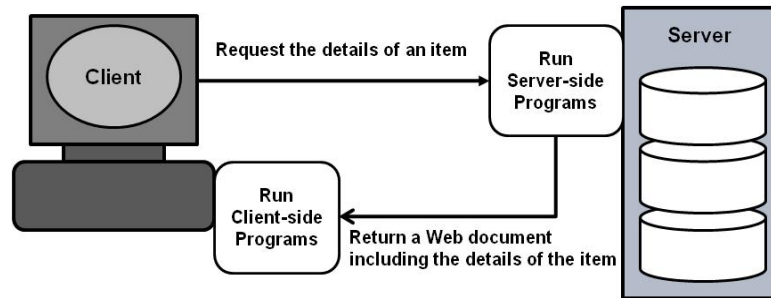 Client
Request the details of an item
Run
Server-side
Programs
Server
Run
Client-side
Programs
Return a Web document
including the details of the item